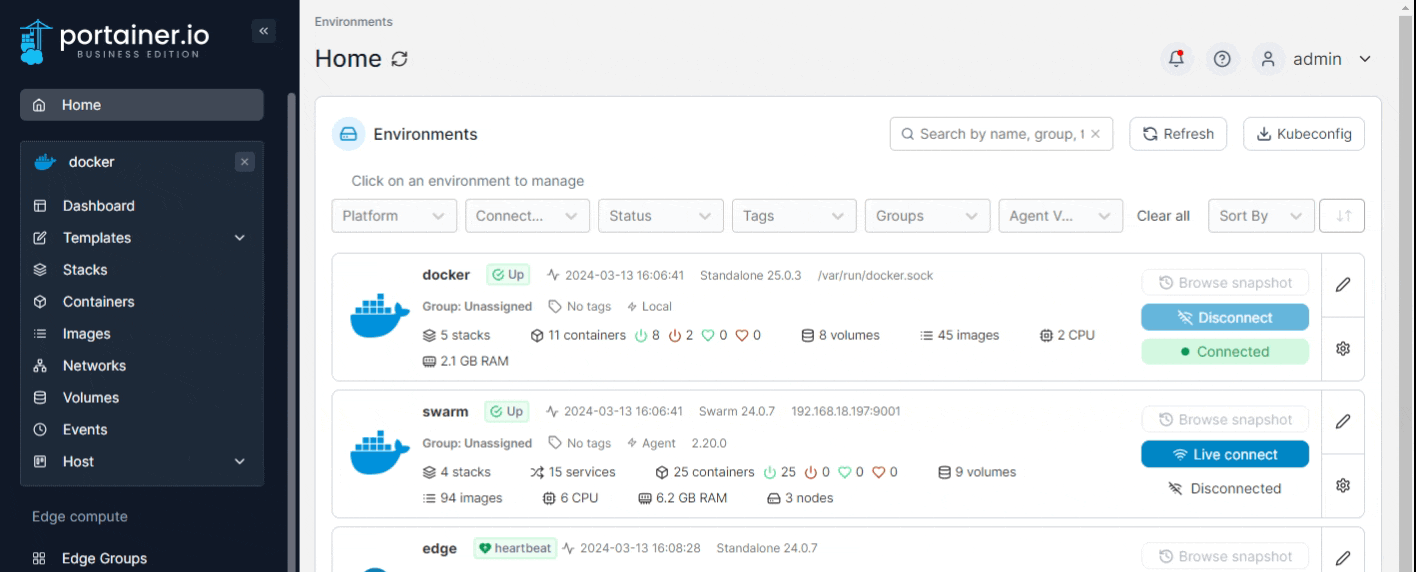 portainer.io
BUSINESS EDITION
Home
docker
Dashboard
Templates
Stacks
Containers
Images
Networks
Volumes
Events
Host
Edge compute
Edge Groups
Environments
Home
admin
Environments
Search by name, group, t
Refresh
Kubeconfig
Click on an environment to manage
Platform
Connect...
Status
Tags
Groups
Agent V...
Clear all
Sort By
docker Up 2024-03-13 16:06:41 Standalone 25.0.3 /var/run/docker.sock
Group: Unassigned No tags Local
5 stacks 11 containers 8 2 0 0 8 volumes 45 images 2 CPU
2.1 GB RAM
Browse snapshot
Disconnect
Connected
swarm Up 2024-03-13 16:06:41 Swarm 24.0.7 192.168.18.197:9001
Group: Unassigned No tags Agent 2.20.0
4 stacks 15 services 25 containers 25 0 0 0 9 volumes
94 images 6 CPU 6.2 GB RAM 3 nodes
Browse snapshot
Live connect
Disconnected
edge heartbeat 2024-03-13 16:08:28 Standalone 24.0.7
Browse snapshot